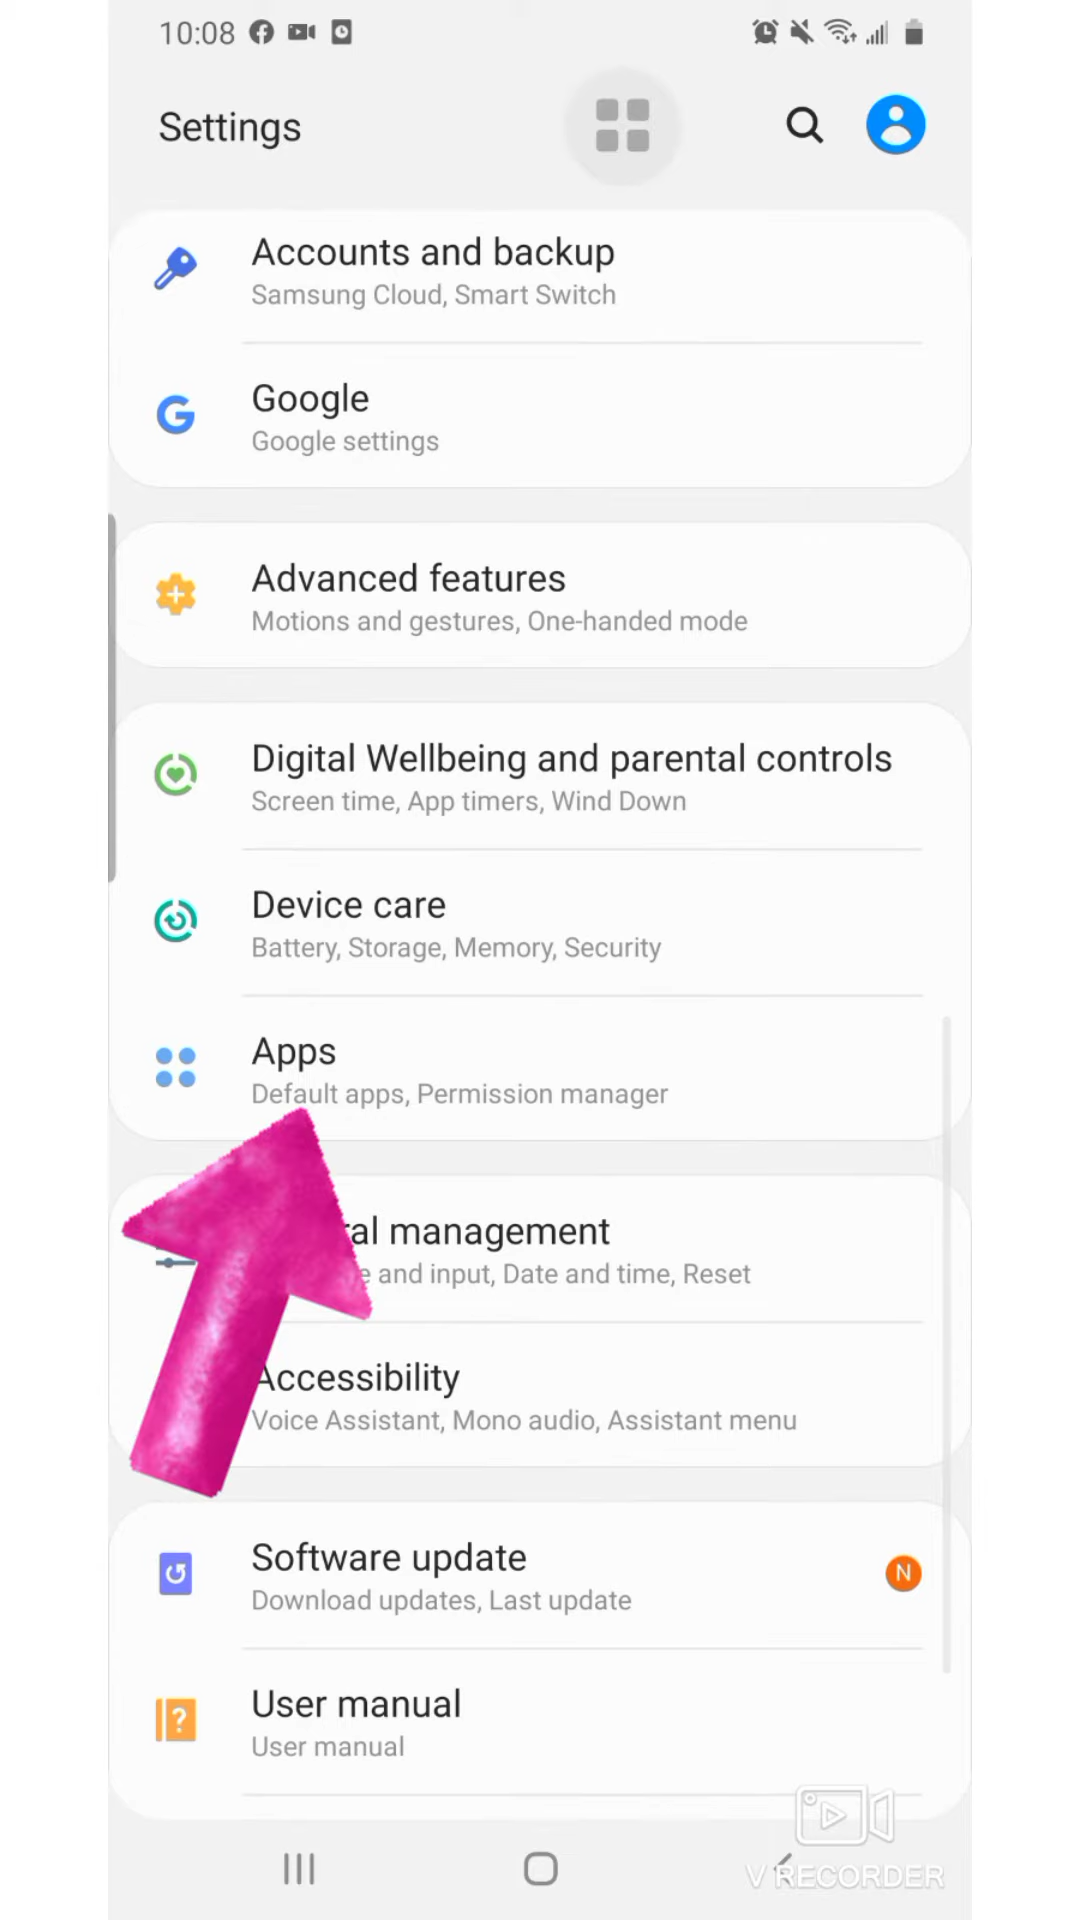 10:08
Settings
Accounts and backup
Samsung Cloud, Smart Switch
Google
Google settings
Advanced features
Motions and gestures, One-handed mode
Digital Wellbeing and parental controls
Screen time, App timers, Wind Down
Device care
Battery, Storage, Memory, Security
Apps
Default apps, Permission manager
management
and input, Date and time, Reset
Accessibility
Voice Assistant, Mono audio, Assistant menu
Software update
N
Download updates, Last update
User manual
User manual
V RECORDER